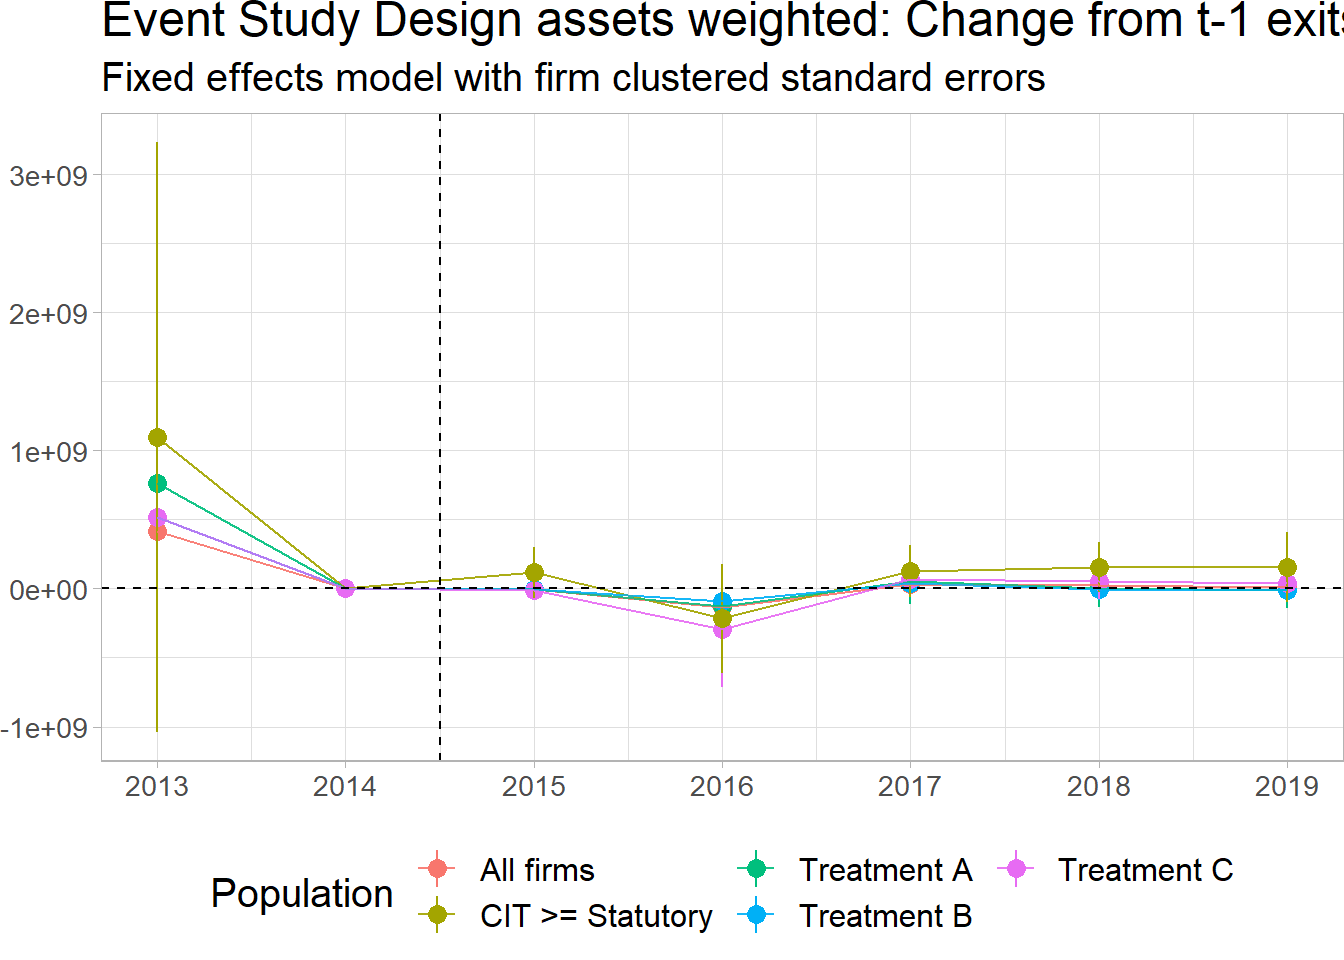 Event Study Design assets weighted: Change from t-1 exits
Fixed effects model with firm clustered standard errors
3e+09
2e+09
1e+09
0e+00
-1e+09
2013 2014 2015 2016 2017 2018 2019
Population
All firms Treatment A Treatment C
CIT >= Statutory Treatment B